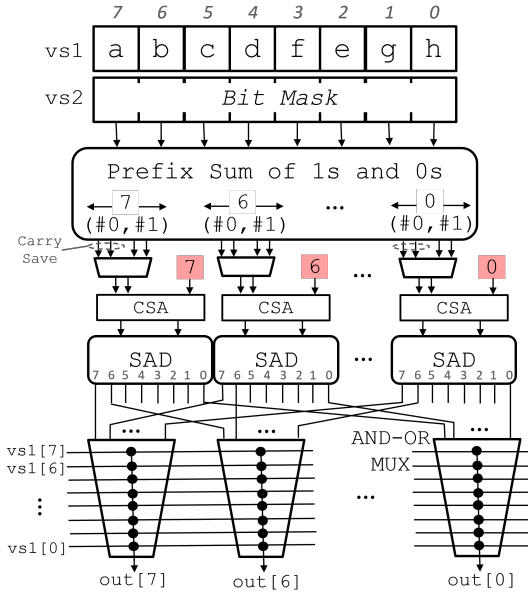 7 6 5 4 3 2 1 0
vs1 a b c d f e g h
vs2 Bit Mask
Prefix Sum of 1s and 0s
7 6 ... 0
(#0,#1) (#0,#1) (#0,#1)
Carry
Save
7 6 ... 0
CSA CSA CSA
SAD SAD ... SAD
7 6 5 4 3 2 1 0 7 6 5 4 3 2 1 0 7 6 5 4 3 2 1 0
... ... AND-OR ...
vs1[7] MUX
vs1[6]
... ...
vs1[0]
out[7] out[6] out[0]